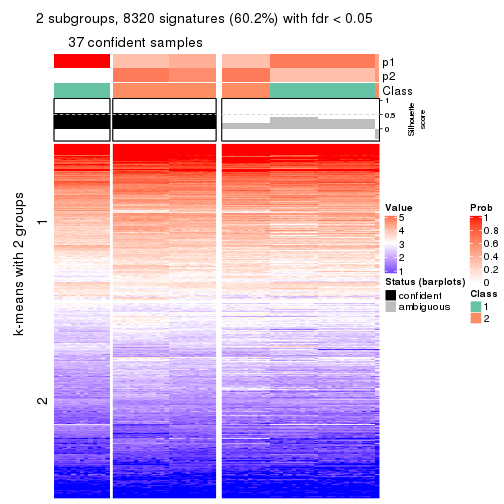 2 subgroups, 8320 signatures (60.2%) with fdr < 0.05
37 confident samples
p1
p2
Class
1
0.5
0
Silhouette
score
k-means with 2 groups
1
2
Value
5
4
3
2
1
Status (barplots)
confident
ambiguous
Prob
1
0.8
0.6
0.4
0.2
0
Class
1
2